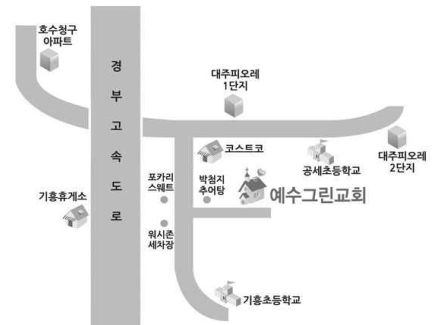 호수청구
아파트
경
부
고
속
도
로
대주피오레
1단지
코스트코
공세초등학교
대주피오레
2단지
포카리
스웨트
박첨지
추어탕
예수그린교회
기흥휴게소
워시존
세차장
기흥초등학교